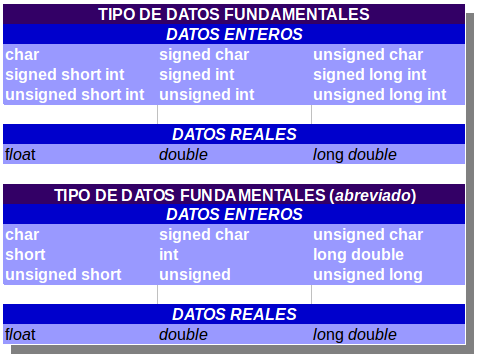 TIPO DE DATOS FUNDAMENTALES
DATOS ENTEROS
char signed char unsigned char
signed short int signed int signed long int
unsigned short int unsigned int unsigned long int
DATOS REALES
float double long double
TIPO DE DATOS FUNDAMENTALES (abreviado)
DATOS ENTEROS
char signed char unsigned char
short int long double
unsigned short unsigned unsigned long
DATOS REALES
float double long double